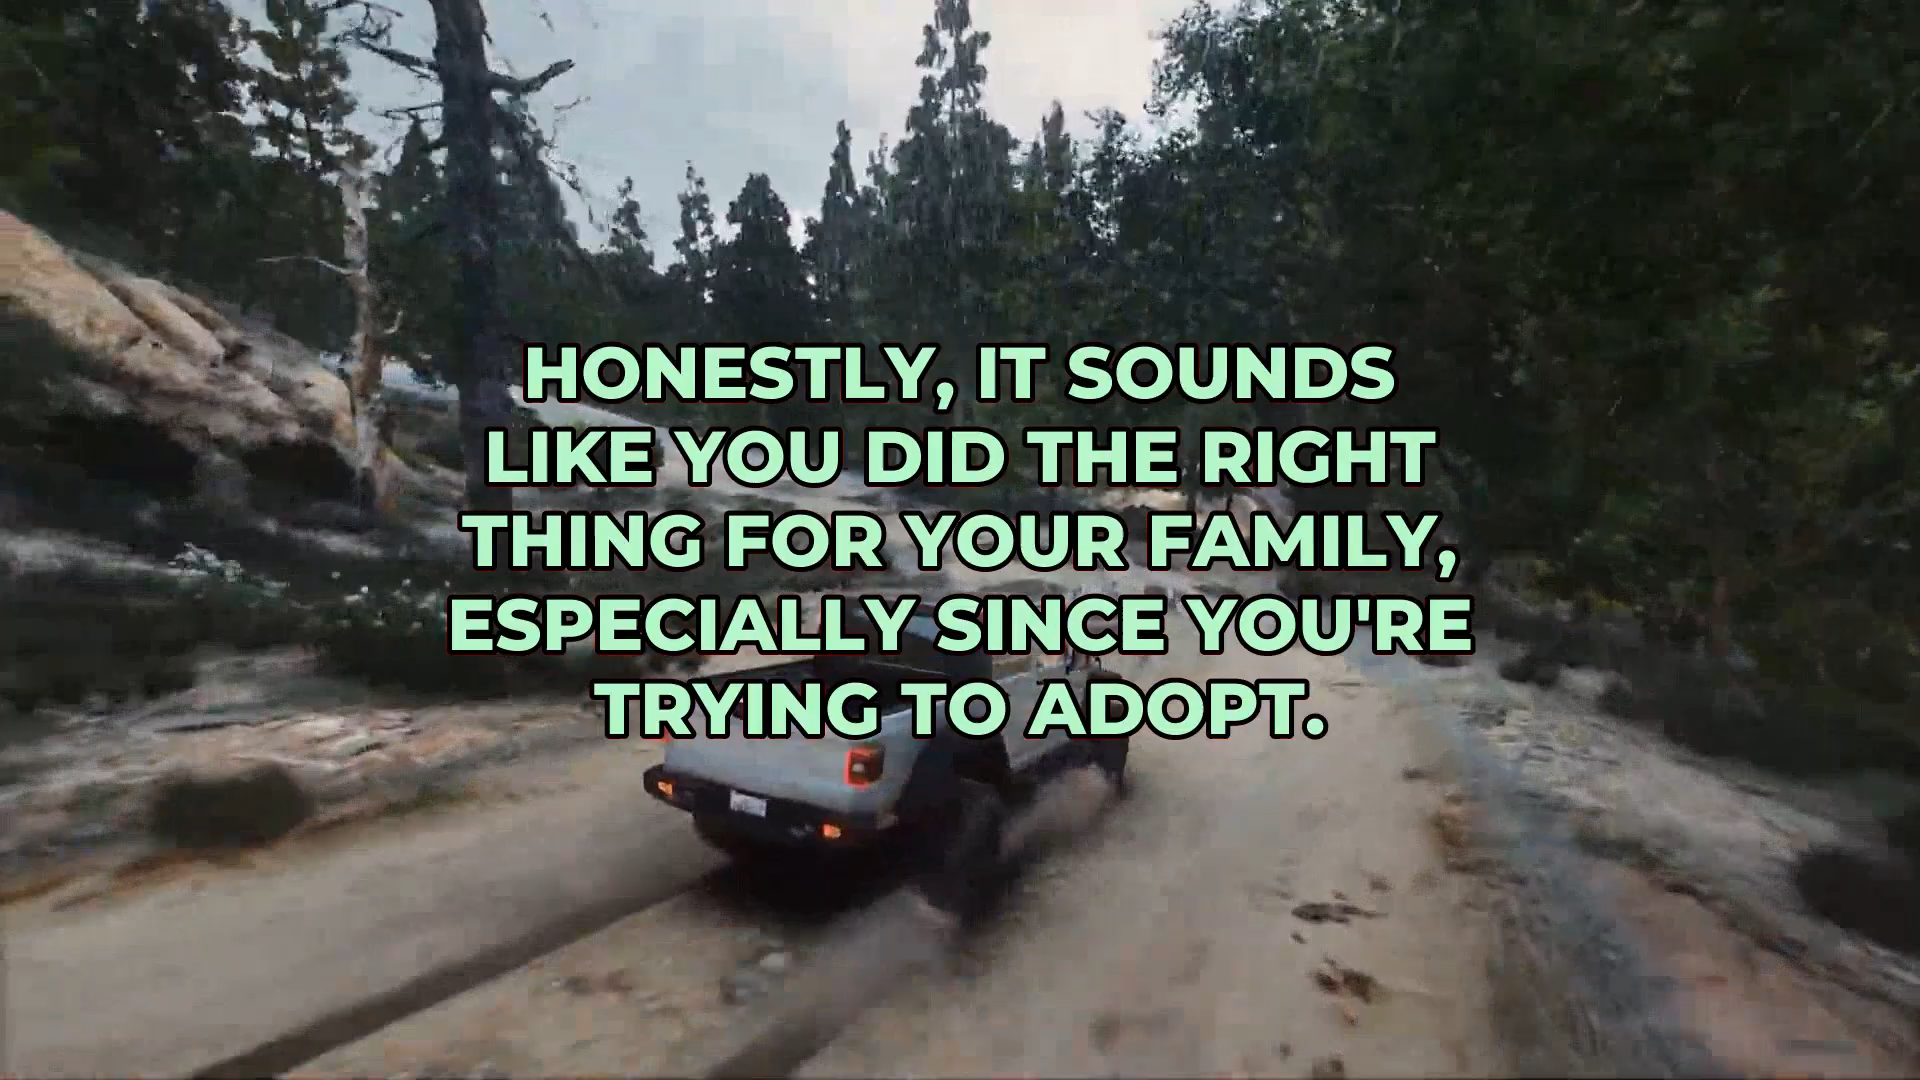 HONESTLY, IT SOUNDS
LIKE YOU DID THE RIGHT
THING FOR YOUR FAMILY,
ESPECIALLY SINCE YOU'RE
TRYING TO ADOPT.